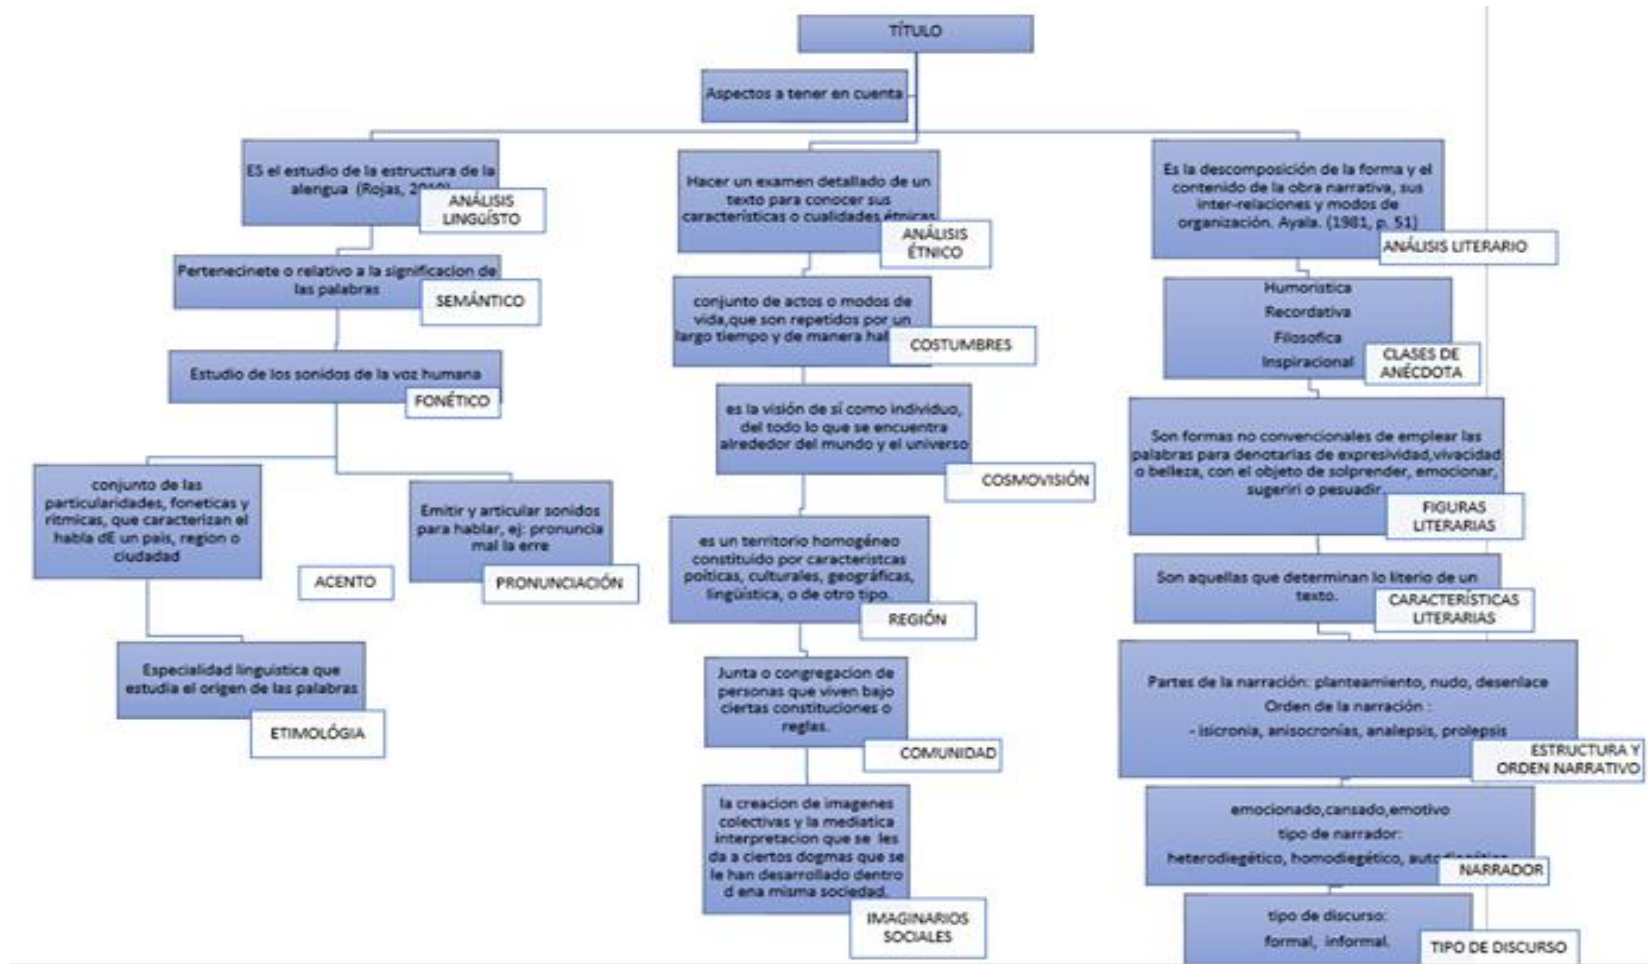 TÍTULO
Aspectos a tener en cuenta
ES el estudio de la estructura de la
alengua (Rojas,
ANÁLISIS
LINGüÍSTO
Pertenecinete o relativo a la significacion de
las palabras
SEMÁNTICO
Estudio de los sonidos de la voz humana
FONÉTICO
conjunto de las
particularidades, foneticas y
ritmicas, que caracterizan el
habla dE un pais, region o
ciudadad
ACENTO
Emitir y articular sonidos
para hablar, ej: pronuncia
mal la erre
PRONUNCIACIÓN
Especialidad linguistica que
estudia el origen de las palabras
ETIMOLÓGIA
Hacer un examen detallado de un
texto para conocer sus
características o cualidades étnicas
ANÁLISIS
ÉTNICO
conjunto de actos o modos de
vida,que son repetidos por un
largo tiempo y de manera
COSTUMBRES
es la visión de sí como individuo,
del todo lo que se encuentra
alrededor del mundo y el universo
COSMOVISIÓN
es un territorio homogéneo
constituido por caracteristcas
poíticas, culturales, geográficas,
lingüística, o de otro tipo.
REGIÓN
Junta o congregacion de
personas que viven bajo
ciertas constituciones o
reglas.
COMUNIDAD
la creacion de imagenes
colectivas y la mediatica
interpretacion que se les
da a ciertos dogmas que se
le han desarrollado dentro
d ena misma sociedad.
IMAGINARIOS
SOCIALES
Es la descomposición de la forma y el
contenido de la obra narrativa, sus
inter-relaciones y modos de
organización. Ayala. (1981, p. 51)
ANÁLISIS LITERARIO
Humoristica
Recordativa
Filosofica
Inspiracional
CLASES DE
ANÉCDOTA
Son formas no convencionales de emplear las
palabras para denotarlas de expresividad,vivacidad
o belleza, con el objeto de solprender, emocionar,
sugeriri o pesuadir.
FIGURAS
LITERARIAS
Son aquellas que determinan lo literio de un
texto.
CARACTERÍSTICAS
LITERARIAS
Partes de la narración: planteamiento, nudo, desenlace
Orden de la narración :
- isicronia, anisocronías, analepsis, prolepsis
ESTRUCTURA Y
ORDEN NARRATIVO
emocionado,cansado,emotivo
tipo de narrador:
heterodiegético, homodiegético,
NARRADOR
tipo de discurso:
formal, informal.
TIPO DE DISCURSO